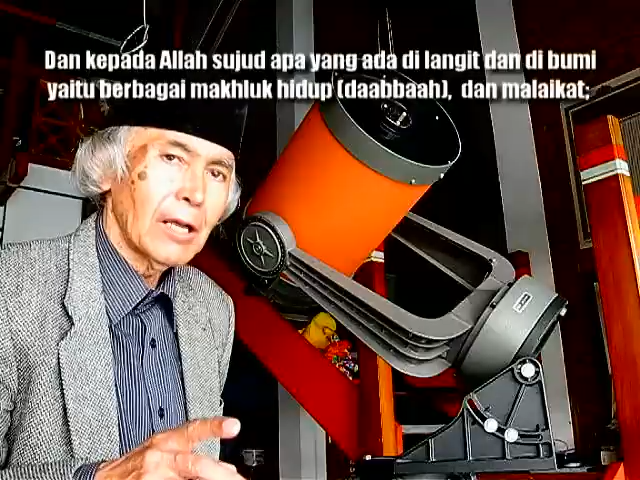 Dan kepada Allah sujud apa yang ada di langit dan di bumi
yaitu berbagai makhluk hidup (daabbaah), dan malaikat;